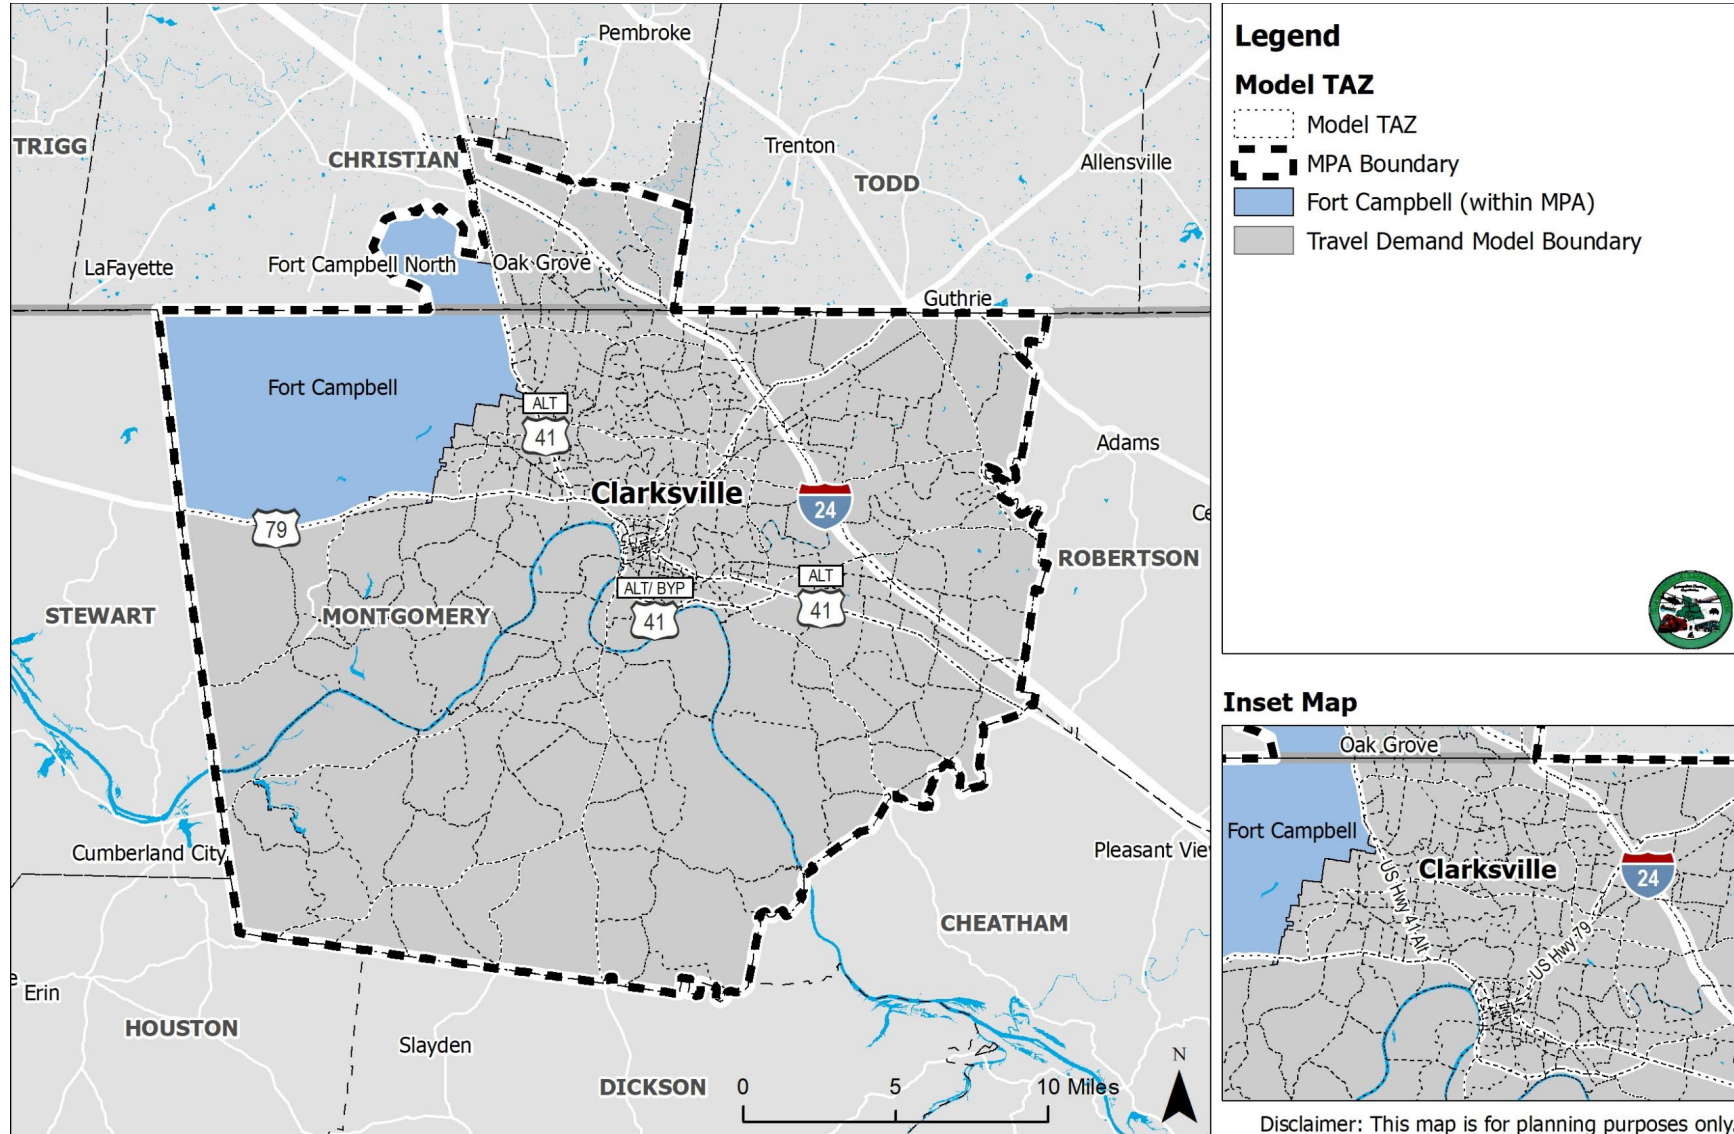 Pembroke
TRIGG
CHRISTIAN
Trenton
Allensville
TODD
LaFayette
Fort Campbell North
Oak Grove
Guthrie
Fort Campbell
ALT
41
Adams
Clarksville
24
79
ROBERTSON
ALT/ BYP
41
ALT
41
STEWART
MONTGOMERY
Cumberland City
Pleasant View
CHEATHAM
Erin
HOUSTON
Slayden
DICKSON
0 5 10 Miles
N
Legend
Model TAZ
Model TAZ
MPA Boundary
Fort Campbell (within MPA)
Travel Demand Model Boundary
Inset Map
Oak Grove
Fort Campbell
Clarksville
24
US Hwy 41 Alt
US Hwy 79
Disclaimer: This map is for planning purposes only.